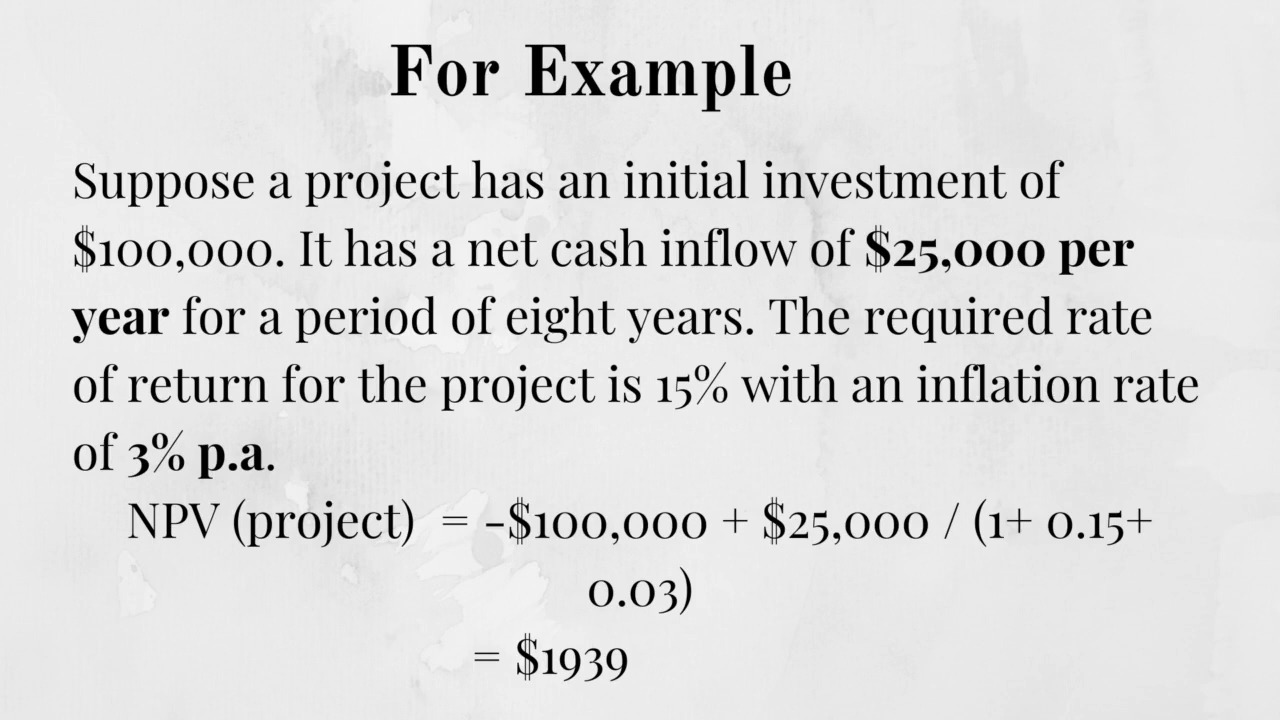 For Example
Suppose a project has an initial investment of
$100,000. It has a net cash inflow of $25,000 per
year for a period of eight years. The required rate
of return for the project is 15% with an inflation rate
of 3% p.a.
NPV (project) = -$100,000 + $25,000 / (1+ 0.15+
0.03)
= $1939